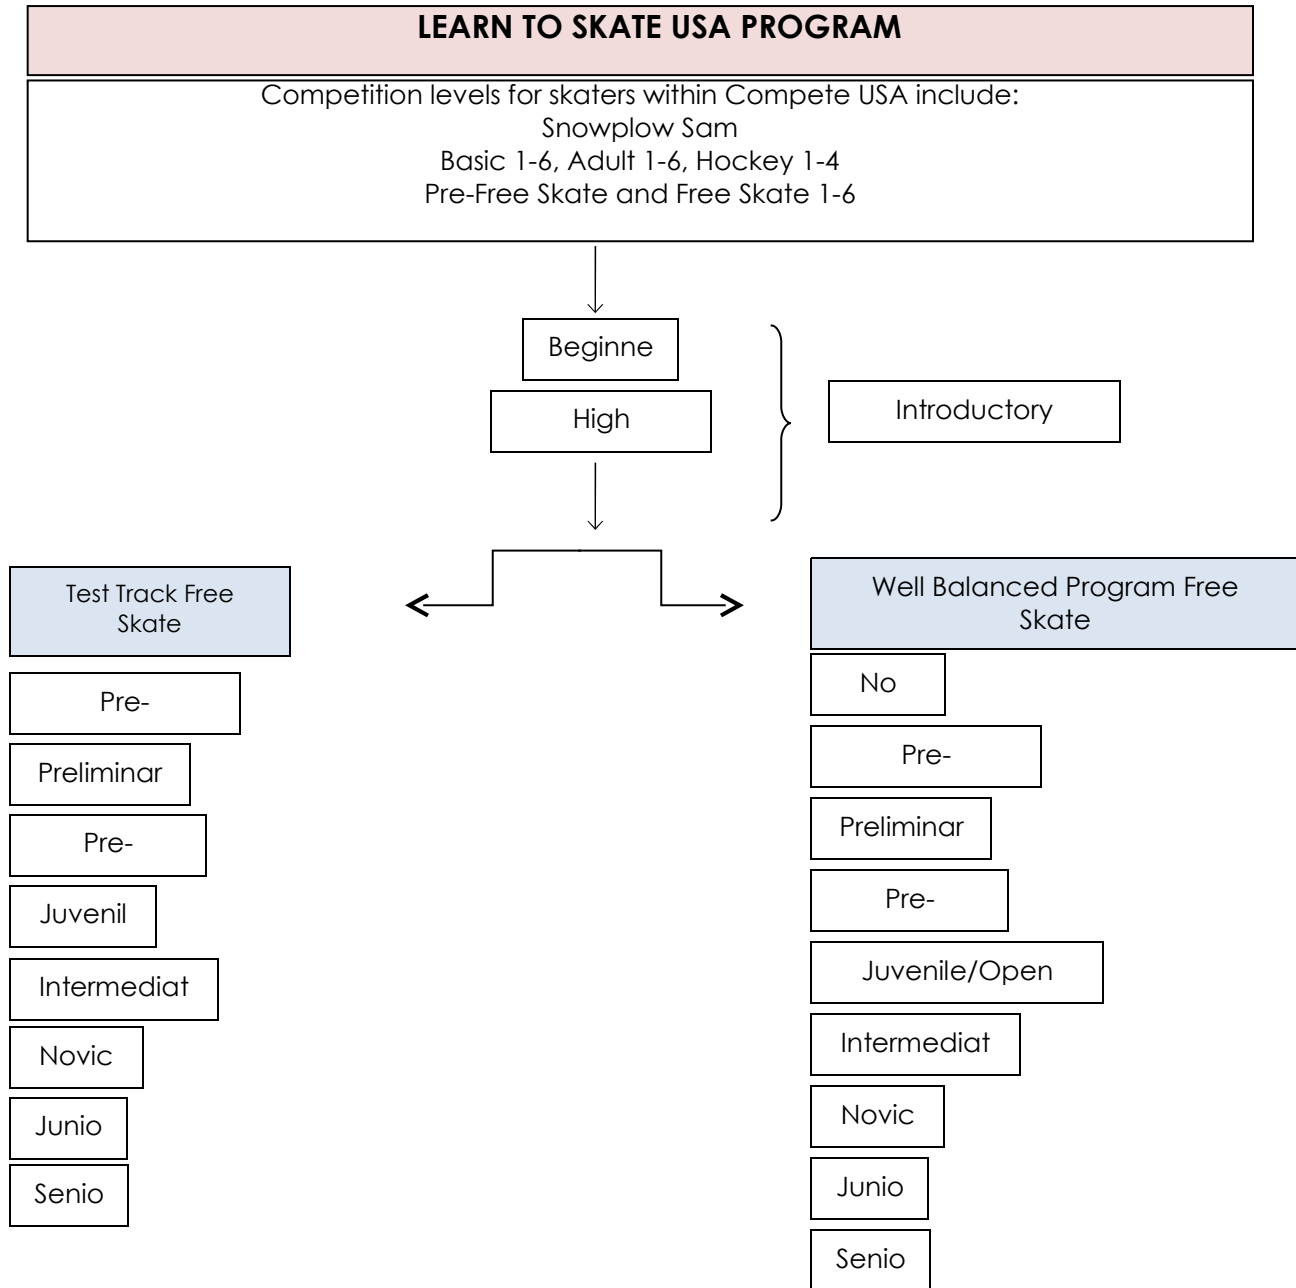 LEARN TO SKATE USA PROGRAM
Competition levels for skaters within Compete USA include:
Snowplow Sam
Basic 1-6, Adult 1-6, Hockey 1-4
Pre-Free Skate and Free Skate 1-6
Beginne
High
Introductory
Test Track Free
Skate
Pre-
Preliminar
Pre-
Juvenil
Intermediat
Novic
Junio
Senio
Well Balanced Program Free
Skate
No
Pre-
Preliminar
Pre-
Juvenile/Open
Intermediat
Novic
Junio
Senio